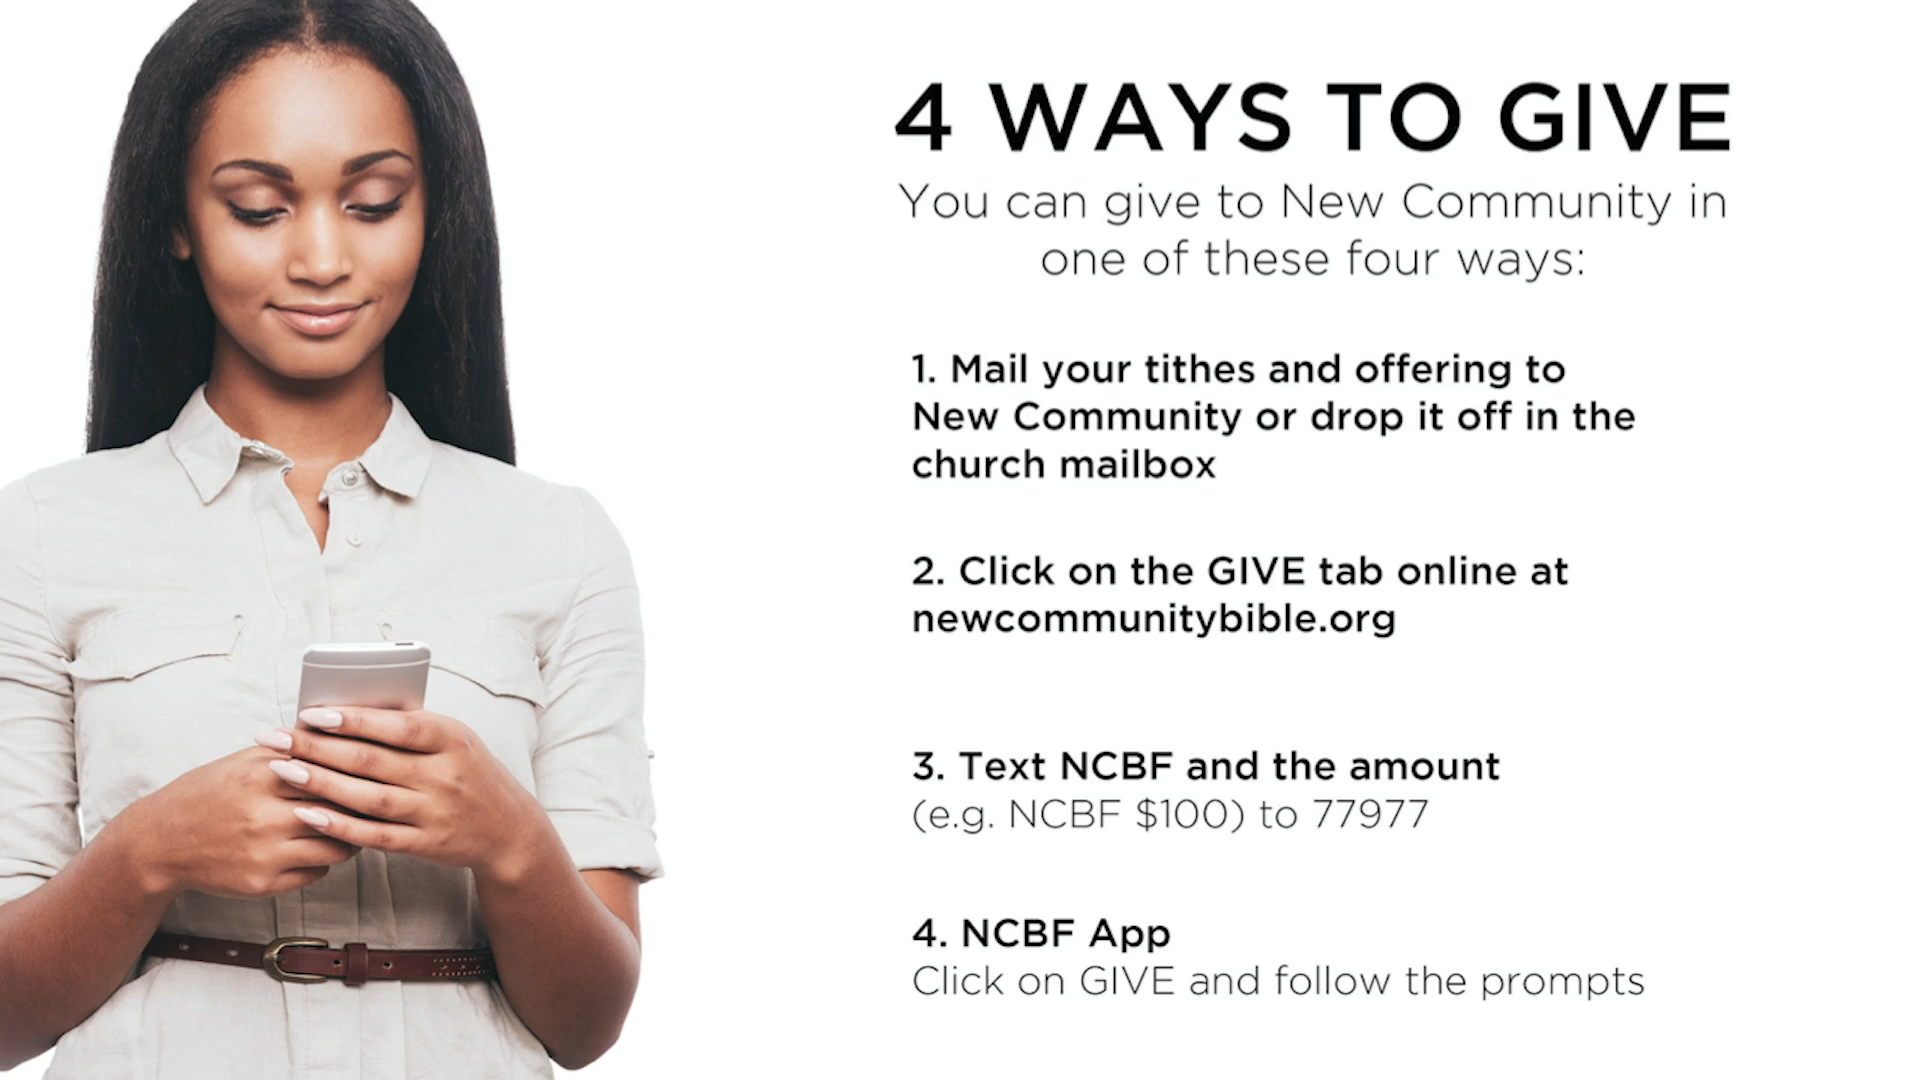 4 WAYS TO GIVE
You can give to New Community in
one of these four ways:
1. Mail your tithes and offering to
New Community or drop it off in the
church mailbox
2. Click on the GIVE tab online at
newcommunitybible.org
3. Text NCBF and the amount
(e.g. NCBF $100) to 77977
4. NCBF App
Click on GIVE and follow the prompts